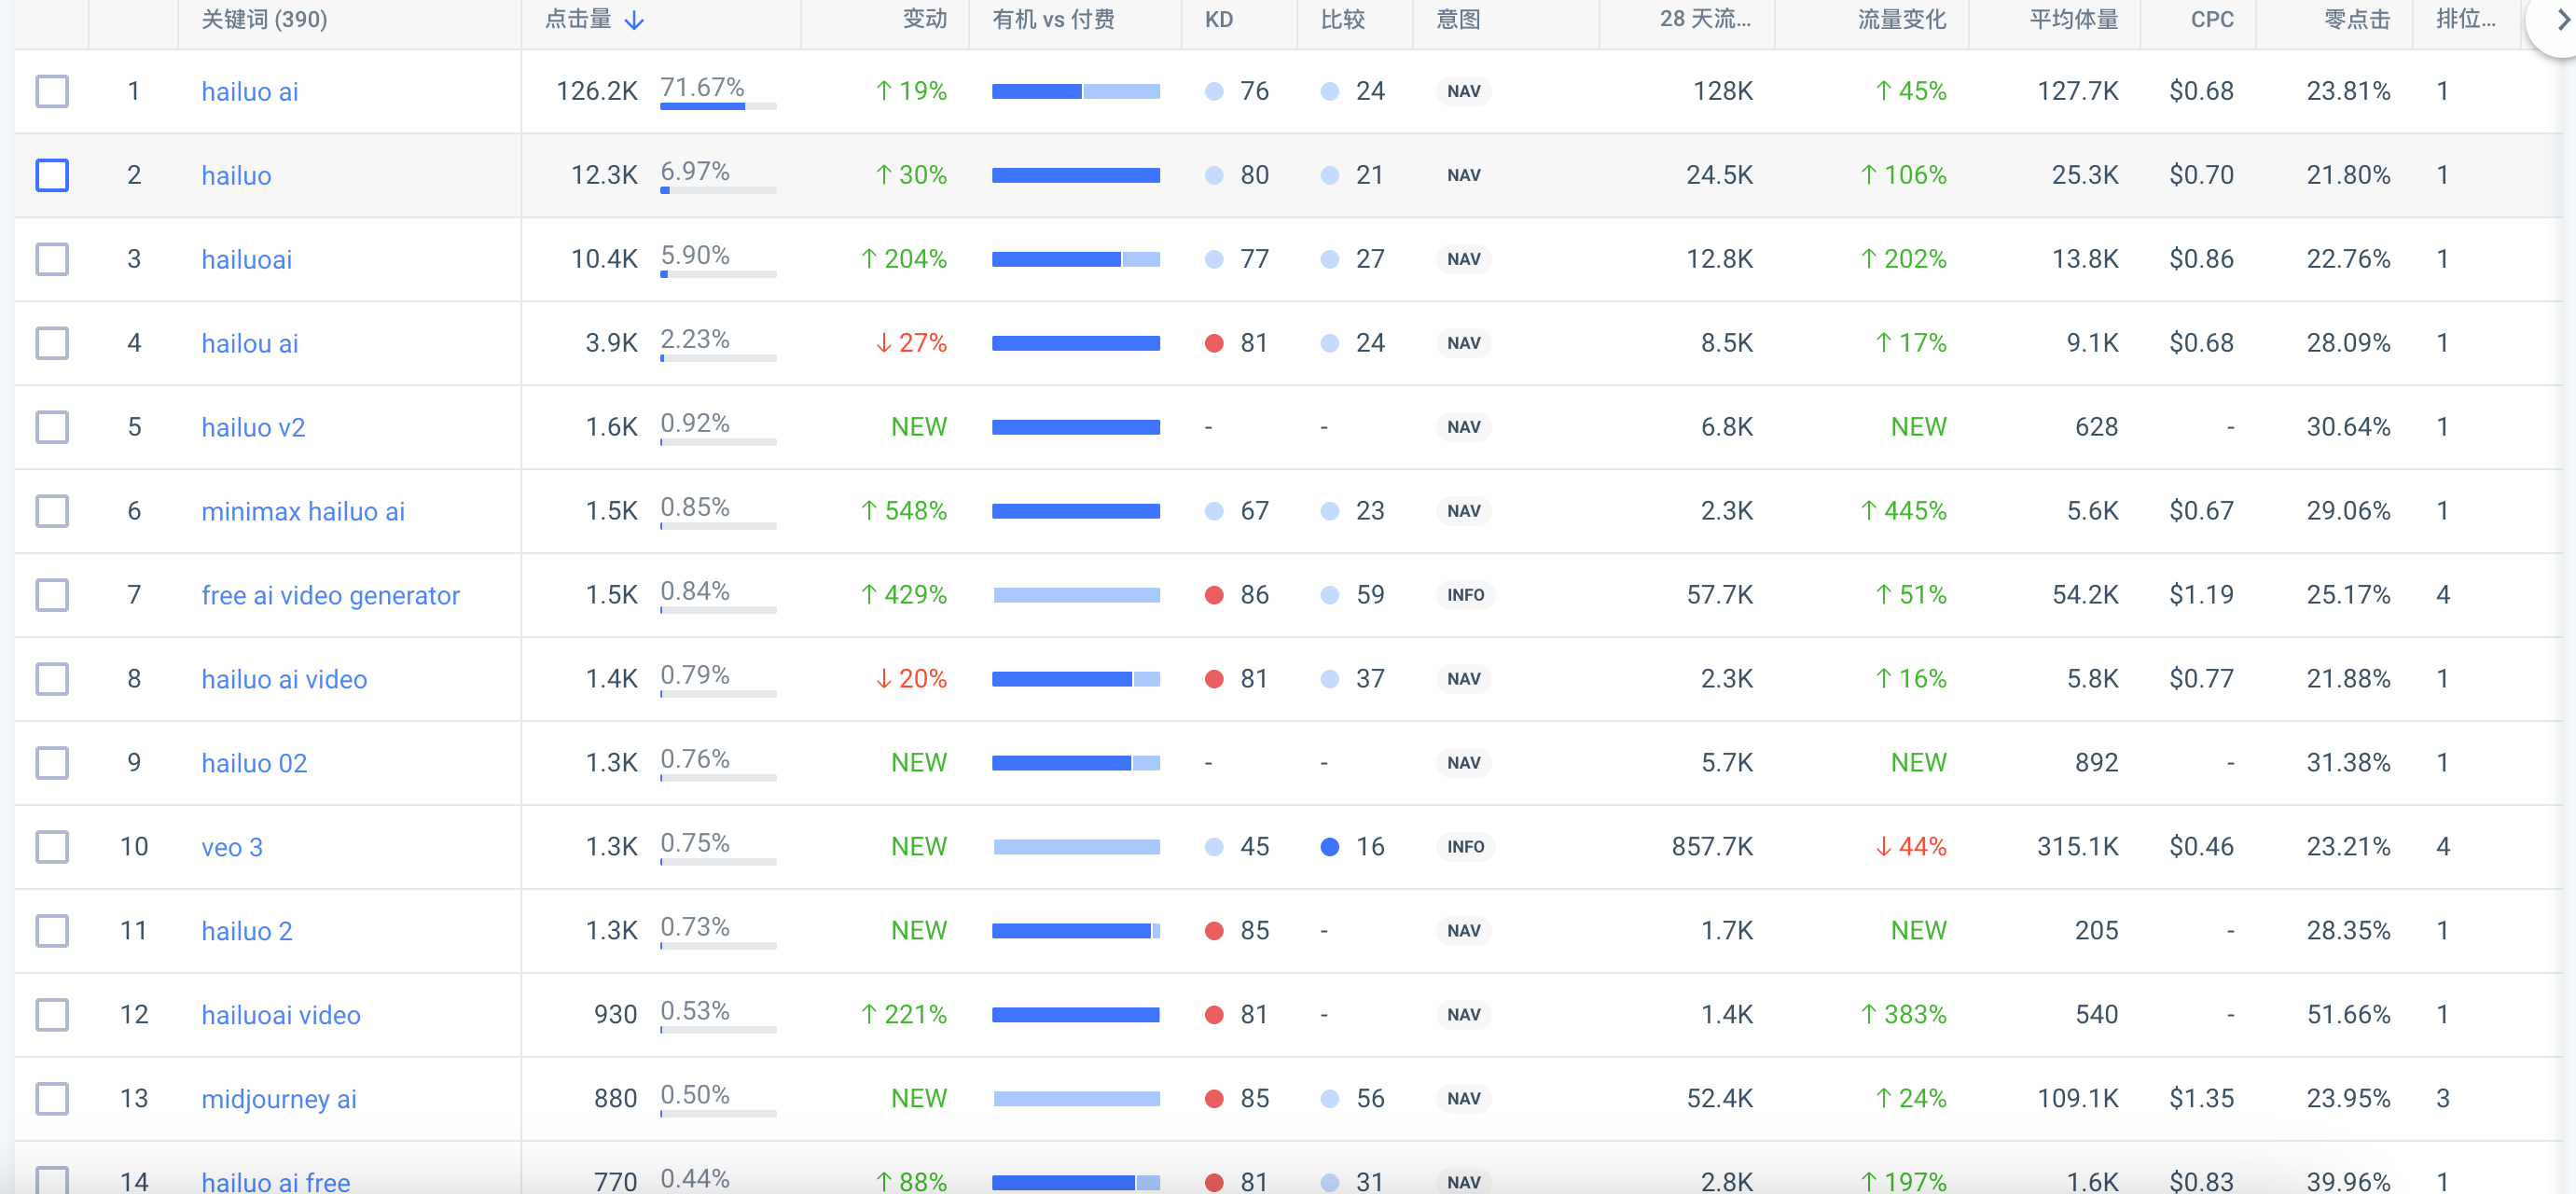 关键词 (390) 点击量 ↓ 变动 有机 vs 付费 KD 比较 意图 28 天流... 流量变化 平均体量 CPC 零点击 排位...
1 hailuo ai 126.2K 71.67% ↑ 19% 76 24 NAV 128K ↑ 45% 127.7K $0.68 23.81% 1
2 hailuo 12.3K 6.97% ↑ 30% 80 21 NAV 24.5K ↑ 106% 25.3K $0.70 21.80% 1
3 hailuoai 10.4K 5.90% ↑ 204% 77 27 NAV 12.8K ↑ 202% 13.8K $0.86 22.76% 1
4 hailou ai 3.9K 2.23% ↓ 27% 81 24 NAV 8.5K ↑ 17% 9.1K $0.68 28.09% 1
5 hailuo v2 1.6K 0.92% NEW - - NAV 6.8K NEW 628 - 30.64% 1
6 minimax hailuo ai 1.5K 0.85% ↑ 548% 67 23 NAV 2.3K ↑ 445% 5.6K $0.67 29.06% 1
7 free ai video generator 1.5K 0.84% ↑ 429% 86 59 INFO 57.7K ↑ 51% 54.2K $1.19 25.17% 4
8 hailuo ai video 1.4K 0.79% ↓ 20% 81 37 NAV 2.3K ↑ 16% 5.8K $0.77 21.88% 1
9 hailuo 02 1.3K 0.76% NEW - - NAV 5.7K NEW 892 - 31.38% 1
10 veo 3 1.3K 0.75% NEW 45 16 INFO 857.7K ↓ 44% 315.1K $0.46 23.21% 4
11 hailuo 2 1.3K 0.73% NEW 85 - NAV 1.7K NEW 205 - 28.35% 1
12 hailuoai video 930 0.53% ↑ 221% 81 - NAV 1.4K ↑ 383% 540 - 51.66% 1
13 midjourney ai 880 0.50% NEW 85 56 NAV 52.4K ↑ 24% 109.1K $1.35 23.95% 3
14 hailuo ai free 770 0.44% ↑ 88% 81 31 NAV 2.8K ↑ 197% 1.6K $0.83 39.96% 1